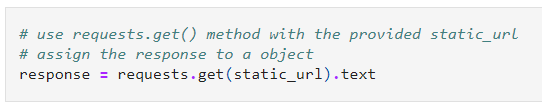 # use requests.get() method with the provided static_url
# assign the response to a object
response = requests.get(static_url).text